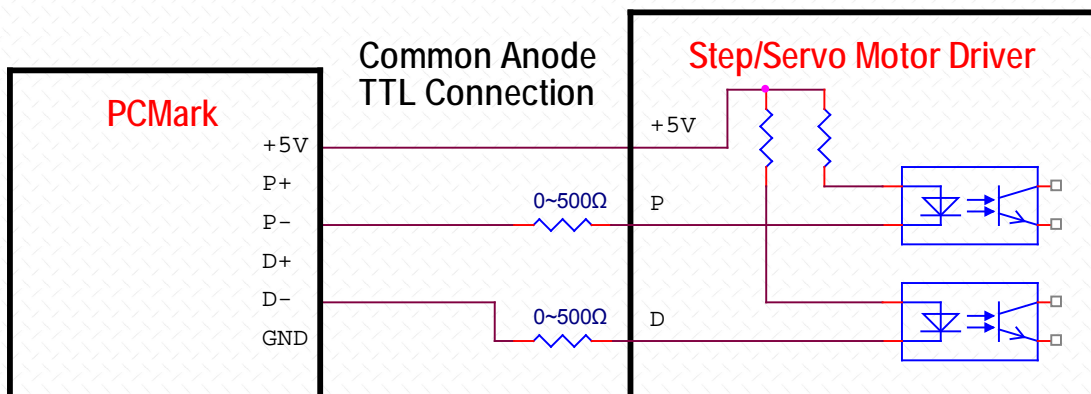 Common Anode
TTL Connection
PCMark
+5V
P+
P-
D+
D-
GND
0~500Ω
0~500Ω
Step/Servo Motor Driver
+5V
P
D